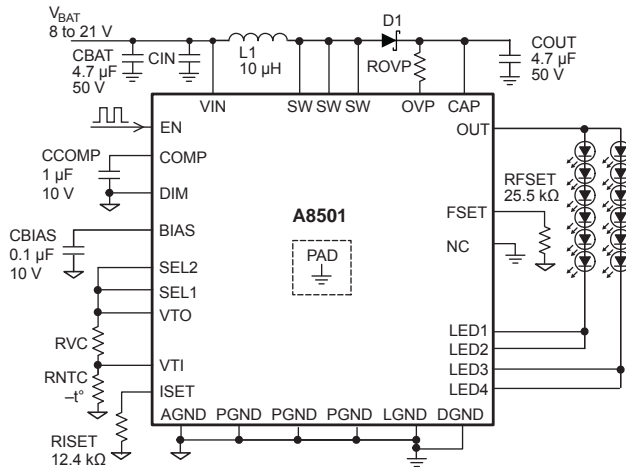 VBAT
8 to 21 V
CBAT
4.7 µF
50 V
CIN
L1
10 µH
D1
ROVP
COUT
4.7 µF
50 V
VIN
SW
SW
SW
OVP
CAP
EN
OUT
CCOMP
1 µF
10 V
COMP
DIM
RFSET
25.5 kΩ
A8501
FSET
CBIAS
0.1 µF
10 V
BIAS
PAD
NC
SEL2
SEL1
VTO
RVC
LED1
LED2
VTI
RNTC
–t°
LED3
ISET
LED4
AGND
PGND
PGND
PGND
LGND
DGND
RISET
12.4 kΩ